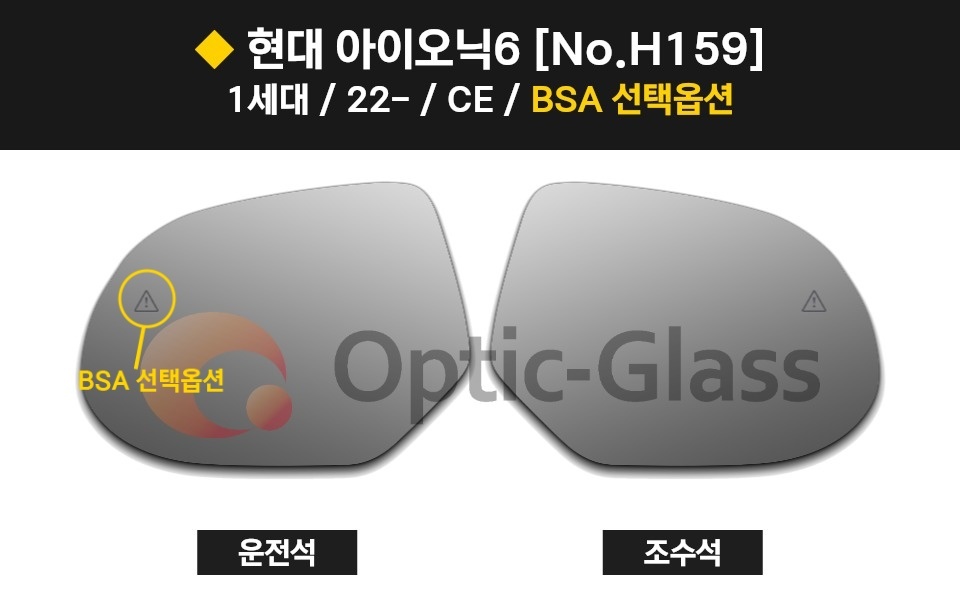 ◆ 현대 아이오닉6 [No.H159]
1세대 / 22- / CE / BSA 선택옵션
BSA 선택옵션
Optic-Glass
운전석
조수석